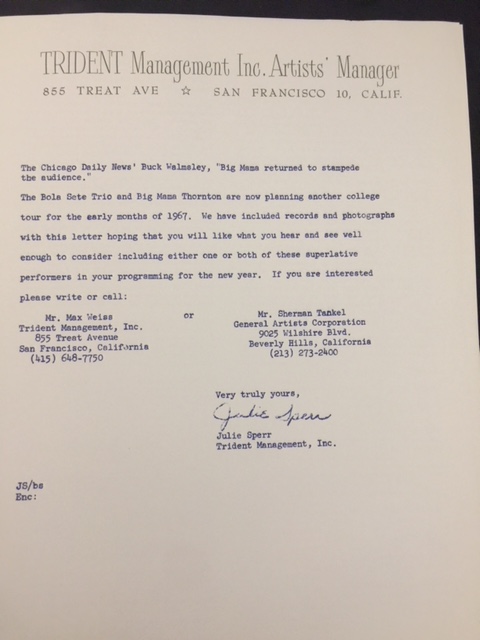 TRIDENT Management Inc. Artists' Manager
855 TREAT AVE ☆ SAN FRANCISCO 10, CALIF.
The Chicago Daily News' Buck Walmsley, "Big Mama returned to stampede
the audience."
The Bola Sete Trio and Big Mama Thornton are now planning another college
tour for the early months of 1967. We have included records and photographs
with this letter hoping that you will like what you hear and see well
enough to consider including either one or both of these superlative
performers in your programming for the new year. If you are interested
please write or call:
Mr. Max Weiss
Trident Management, Inc.
855 Treat Avenue
San Francisco, California
(415) 648-7750
or
Mr. Sherman Tankel
General Artists Corporation
9025 Wilshire Blvd.
Beverly Hills, California
(213) 273-2400
Very truly yours,
Julie Sperr
Julie Sperr
Trident Management, Inc.
JS/bs
Enc: